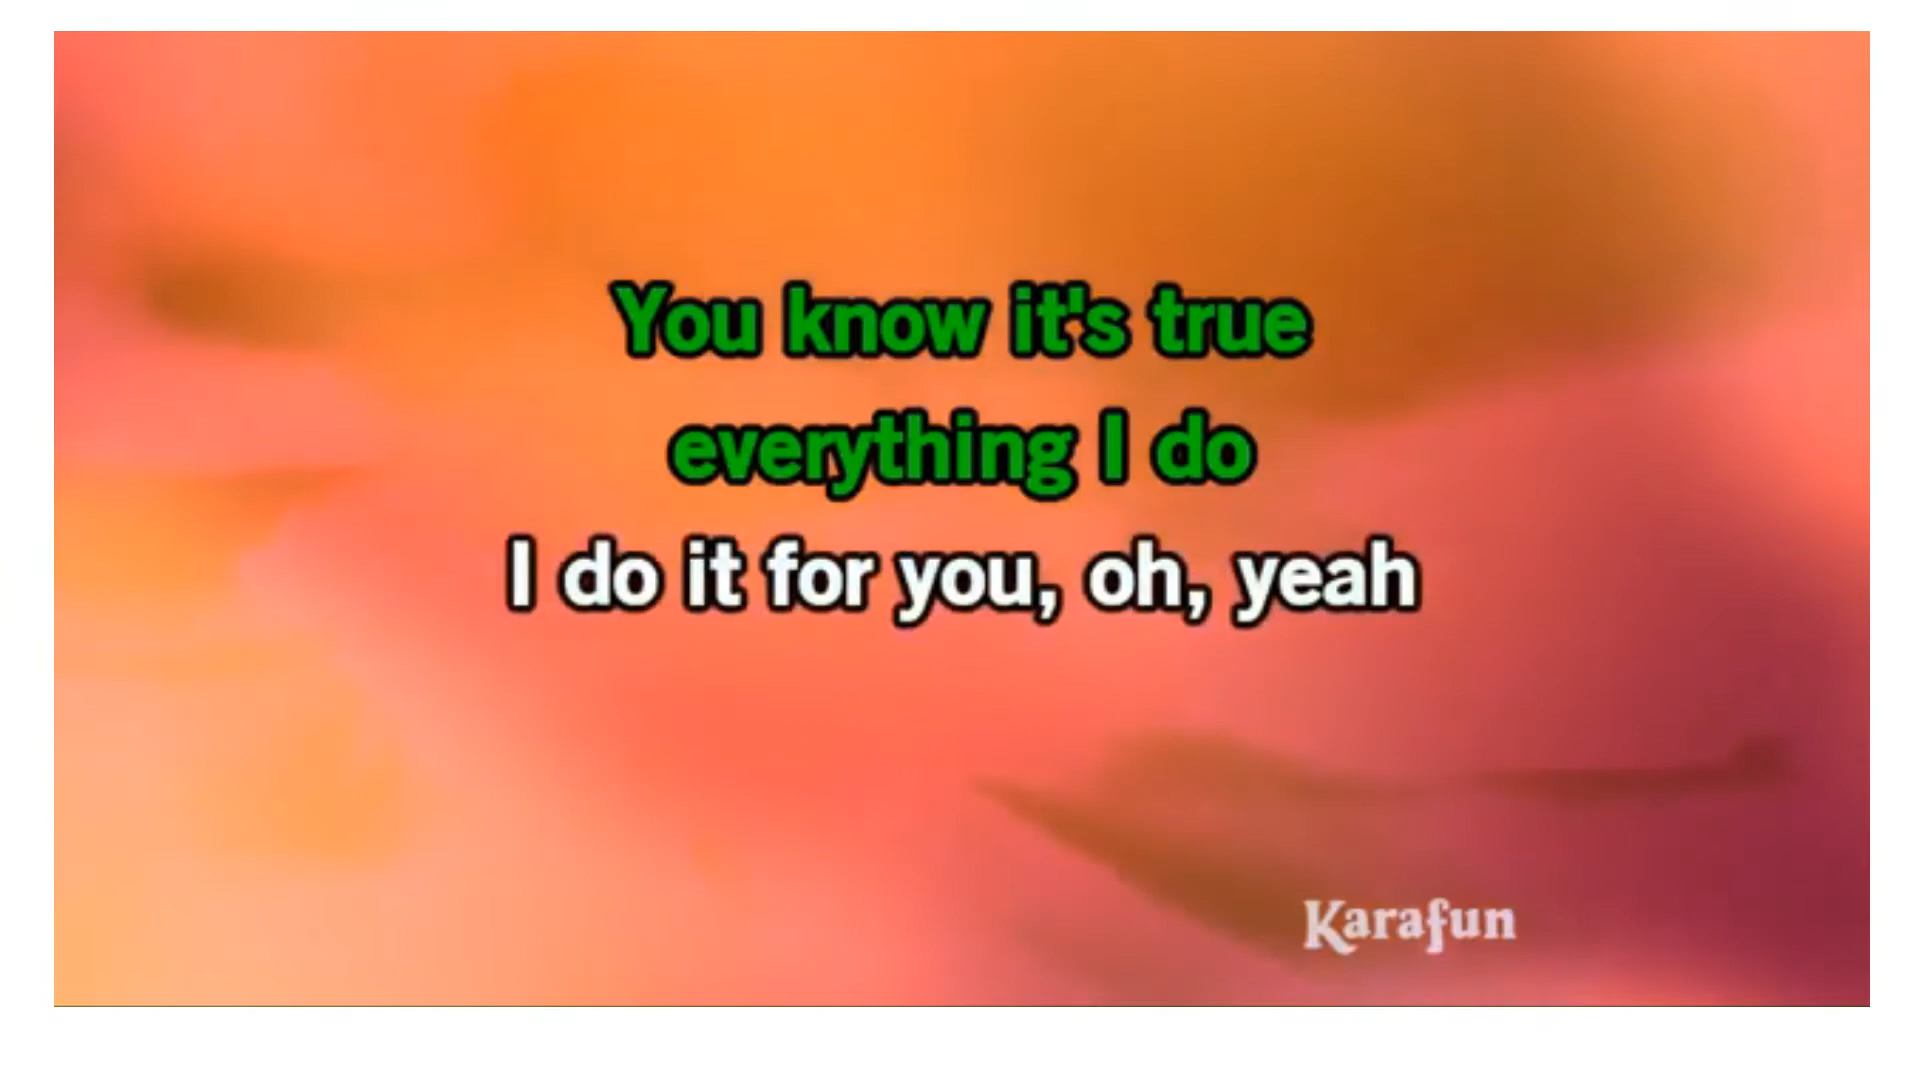 You know it's true
everything I do
I do it for you, oh, yeah
Karafun